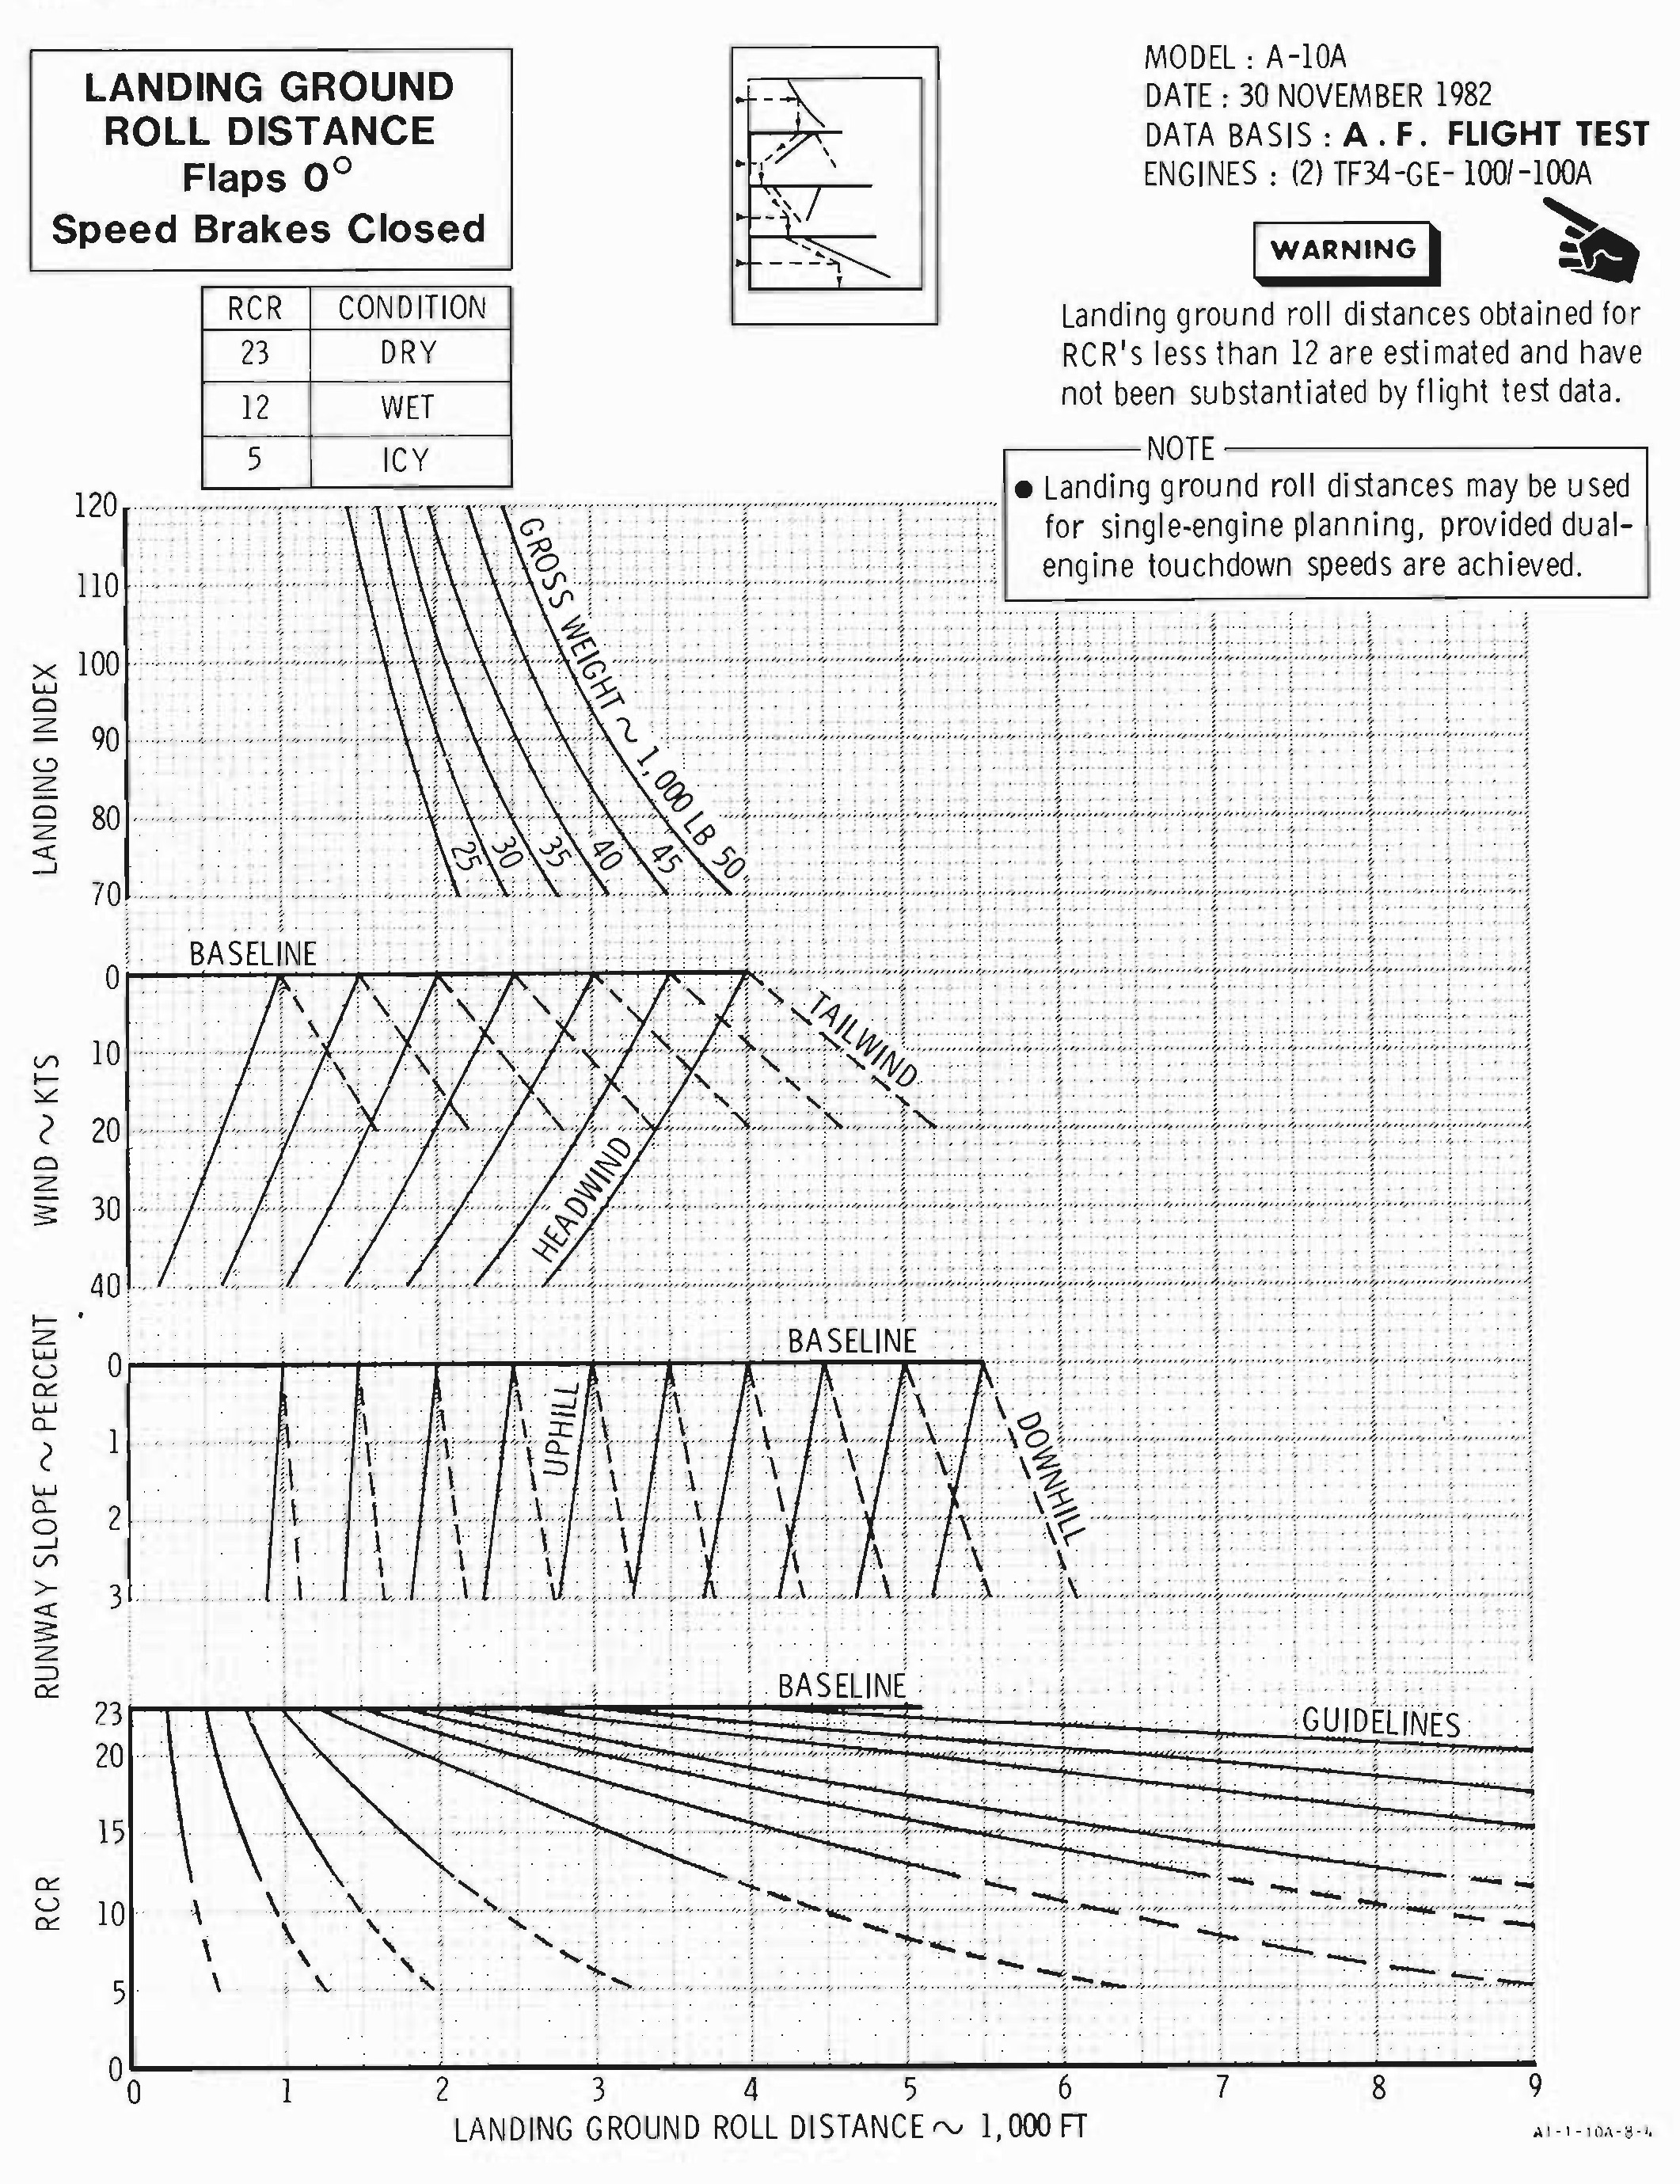 LANDING GROUND
ROLL DISTANCE
Flaps 0°
Speed Brakes Closed
MODEL : A-10A
DATE : 30 NOVEMBER 1982
DATA BASIS : A . F. FLIGHT TEST
ENGINES : (2) TF34-GE-100/-100A
WARNING
Landing ground roll distances obtained for
RCR's less than 12 are estimated and have
not been substantiated by flight test data.
RCR CONDITION
23 DRY
12 WET
5 ICY
NOTE
● Landing ground roll distances may be used
for single-engine planning, provided dual-
engine touchdown speeds are achieved.
LANDING INDEX
120
110
100
90
80
70
GROSS WEIGHT ~ 1,000 LB
25 30 35 40 45 50
BASELINE
WIND ~ KTS
0
10
20
30
40
TAILWIND
HEADWIND
BASELINE
RUNWAY SLOPE ~ PERCENT
0
1
2
3
UPHILL
DOWNHILL
BASELINE
GUIDELINES
RCR
23
20
15
10
5
0
0 1 2 3 4 5 6 7 8 9
LANDING GROUND ROLL DISTANCE ~ 1,000 FT